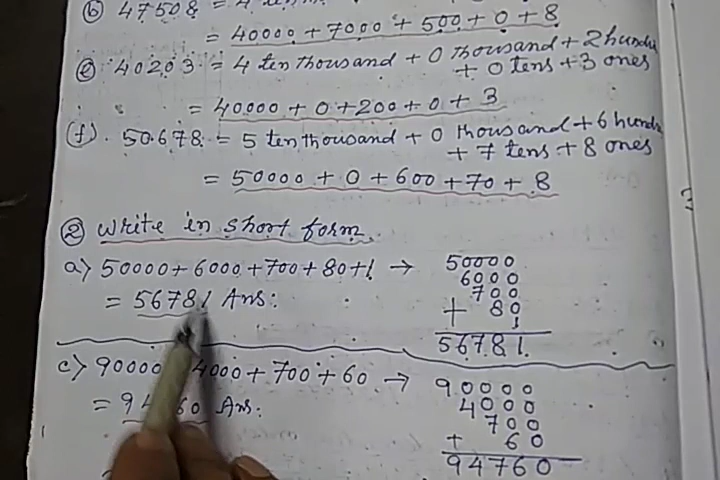 (b) 47508 = 4
= 40000 + 7000 + 500 + 0 + 8
(e) 40203 = 4 ten thousand + 0 thousand + 2
+ 0 tens + 3 ones
= 40000 + 0 + 200 + 0 + 3
(f) 50678 = 5 ten thousand + 0 thousand + 6
+ 7 tens + 8 ones
= 50000 + 0 + 600 + 70 + 8
② Write in short form.
a) 50000 + 6000 + 700 + 80 + 1 →
= 56781 Ans:
50000
6000
700
+ 80
1
56781
c) 90000 4000 + 700 + 60 →
= 94 60 Ans:
90000
4000
700
+ 60
94760
3